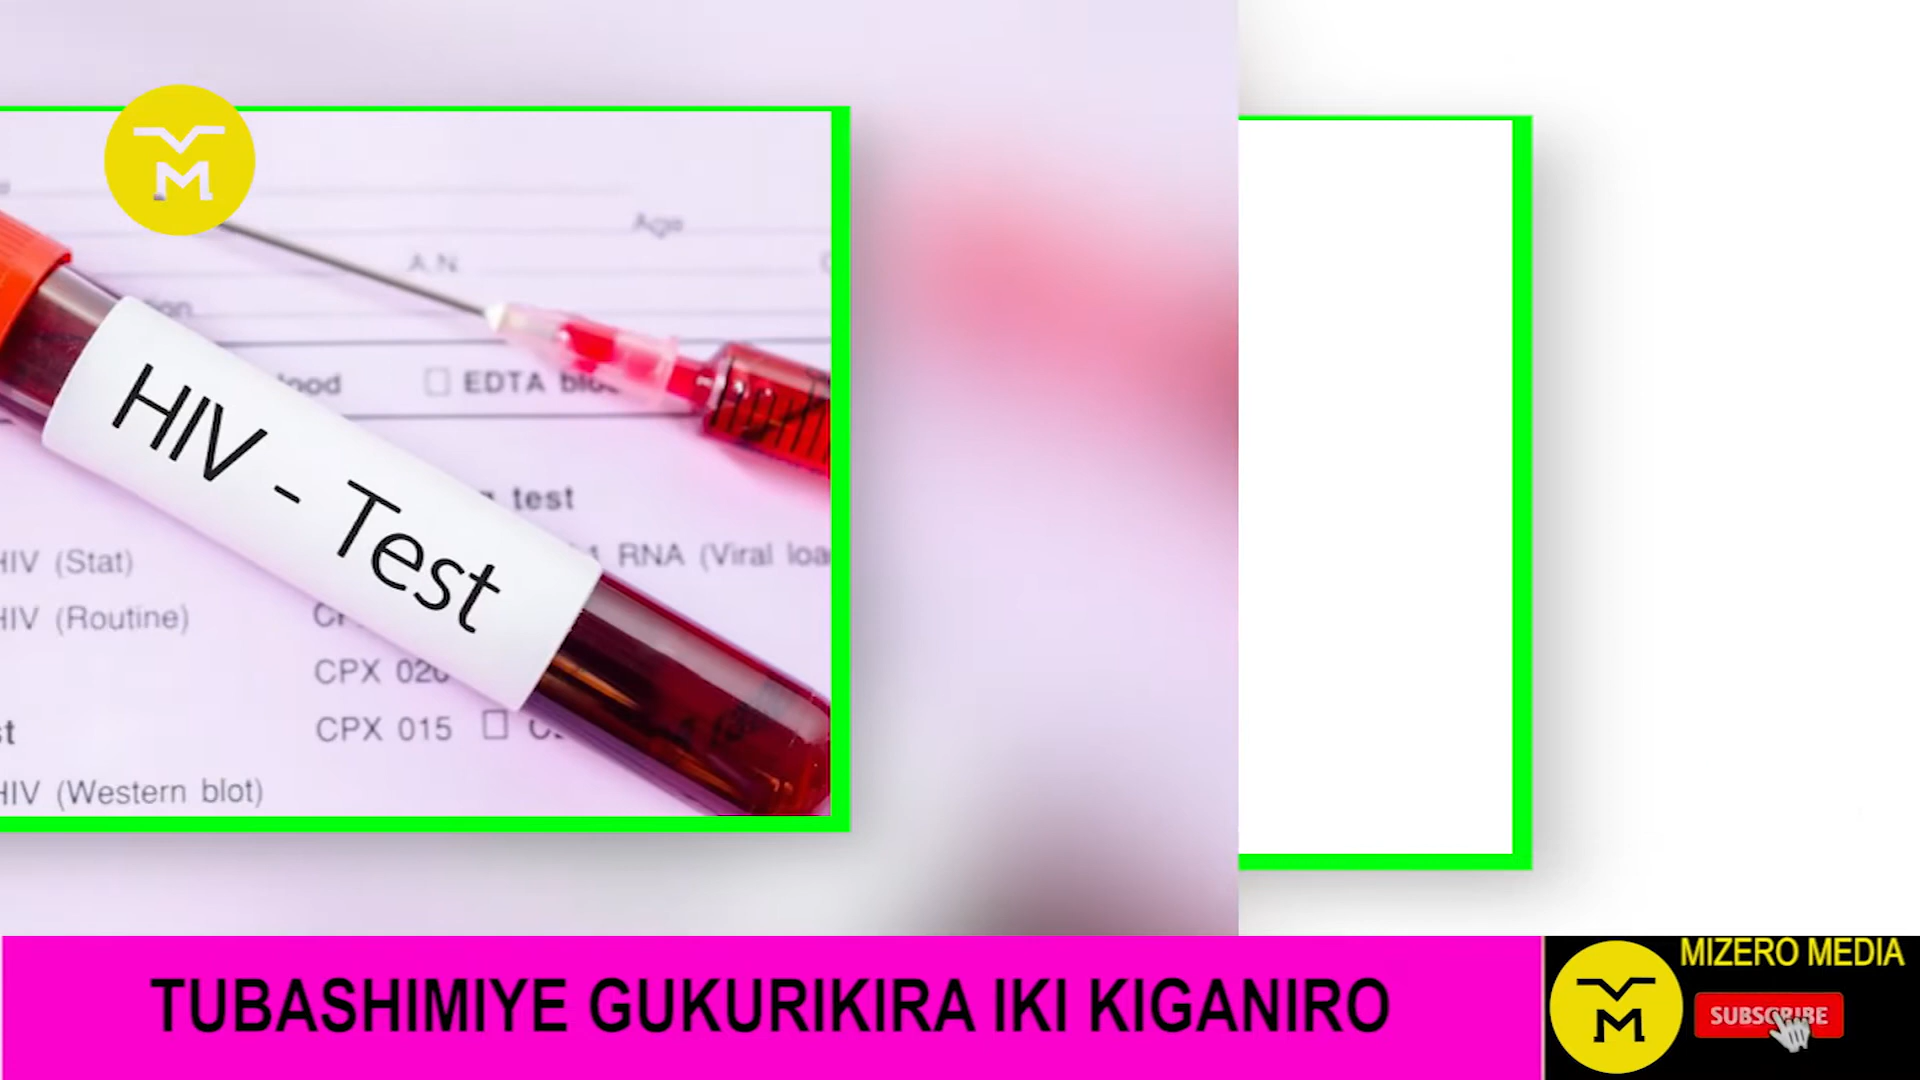 Age
A.N
EDTA
HIV - Test
test
RNA (Viral
HIV (Stat)
HIV (Routine)
CPX
CPX 015
HIV (Western blot)
TUBASHIMIYE GUKURIKIRA IKI KIGANIRO
MIZERO MEDIA
SUBSCRIBE